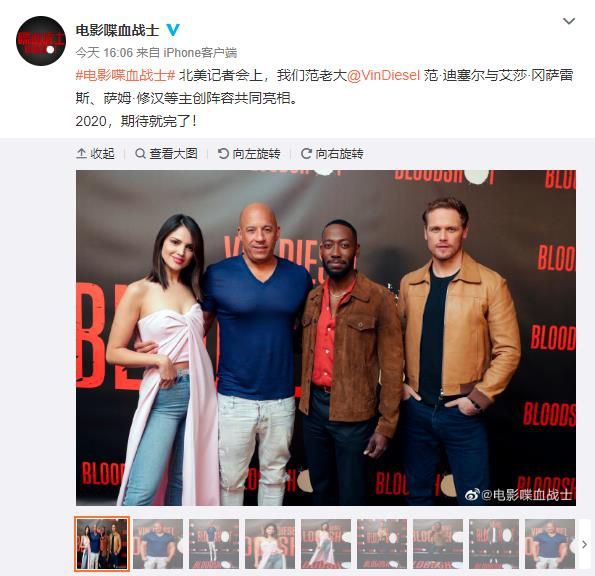 喋血战士
电影喋血战士
今天 16:06 来自 iPhone客户端
#电影喋血战士# 北美记者会上，我们范老大@VinDiesel 范·迪塞尔与艾莎·冈萨雷
斯、萨姆·修汉等主创阵容共同亮相。
2020，期待就完了！
收起 查看大图 向左旋转 向右旋转
BLOODSHOT
VIN DIESEL
BLOODSHOT
BLOODSHOT
@电影喋血战士